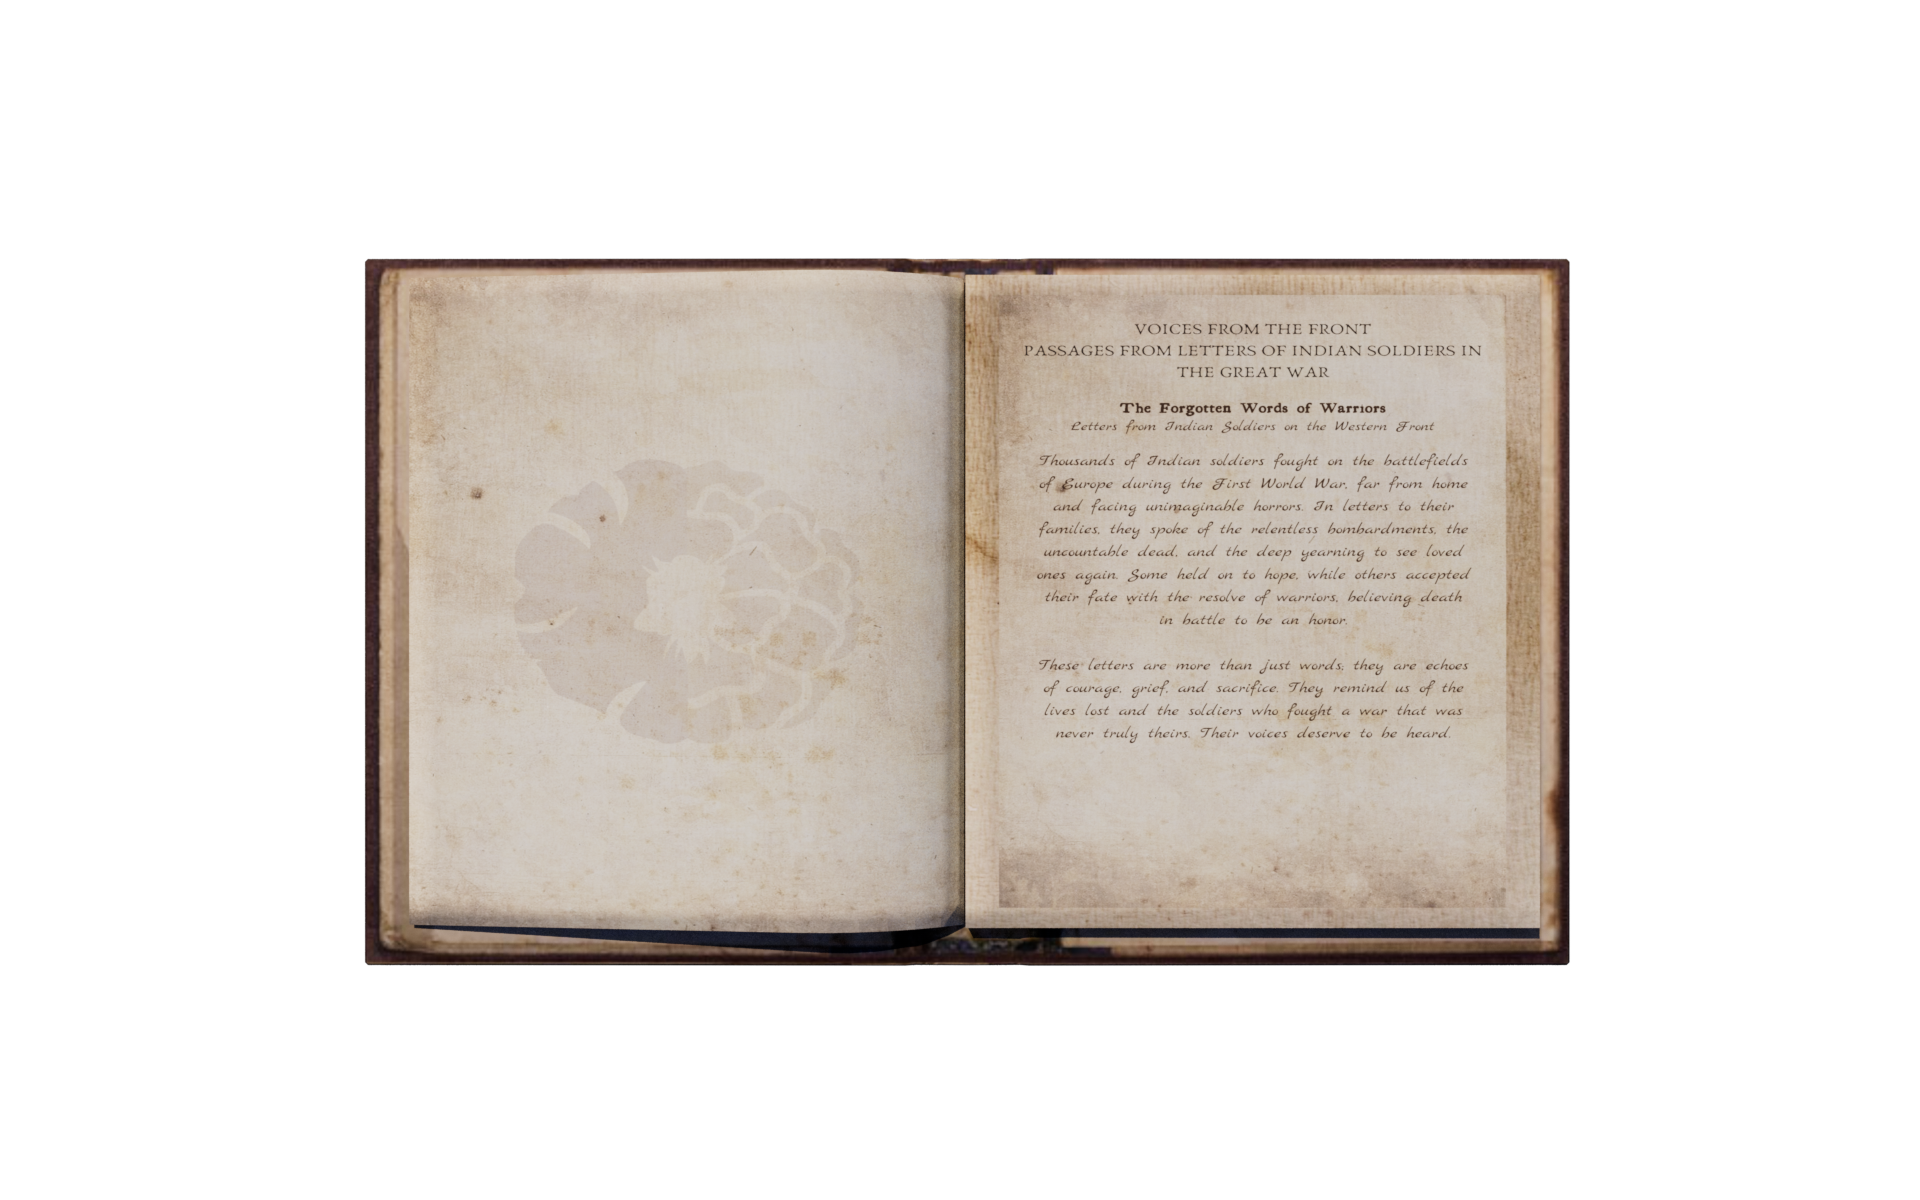 VOICES FROM THE FRONT
PASSAGES FROM LETTERS OF INDIAN SOLDIERS IN
THE GREAT WAR
The Forgotten Words of Warriors
Letters from Indian Soldiers on the Western Front
Thousands of Indian soldiers fought on the battlefields
of Europe during the First World War, far from home
and facing unimaginable horrors. In letters to their
families, they spoke of the relentless bombardments, the
uncountable dead, and the deep yearning to see loved
ones again. Some held on to hope, while others accepted
their fate with the resolve of warriors, believing death
in battle to be an honor.
These letters are more than just words; they are echoes
of courage, grief, and sacrifice. They remind us of the
lives lost and the soldiers who fought a war that was
never truly theirs. Their voices deserve to be heard.